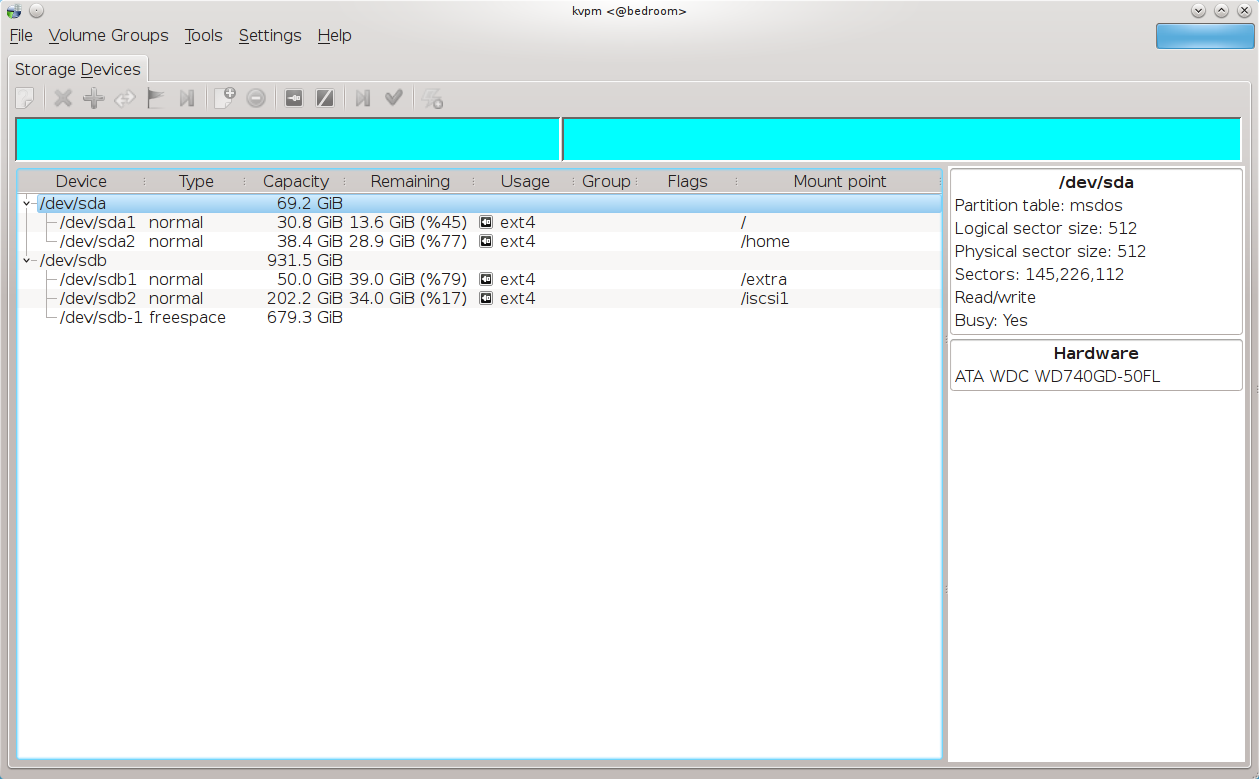 kvpm <@bedroom>
File Volume Groups Tools Settings Help
Storage Devices
Device Type Capacity Remaining Usage Group Flags Mount point
/dev/sda 69.2 GiB
/dev/sda1 normal 30.8 GiB 13.6 GiB (%45) ext4 /
/dev/sda2 normal 38.4 GiB 28.9 GiB (%77) ext4 /home
/dev/sdb 931.5 GiB
/dev/sdb1 normal 50.0 GiB 39.0 GiB (%79) ext4 /extra
/dev/sdb2 normal 202.2 GiB 34.0 GiB (%17) ext4 /iscsi1
/dev/sdb-1 freespace 679.3 GiB
/dev/sda
Partition table: msdos
Logical sector size: 512
Physical sector size: 512
Sectors: 145,226,112
Read/write
Busy: Yes
Hardware
ATA WDC WD740GD-50FL